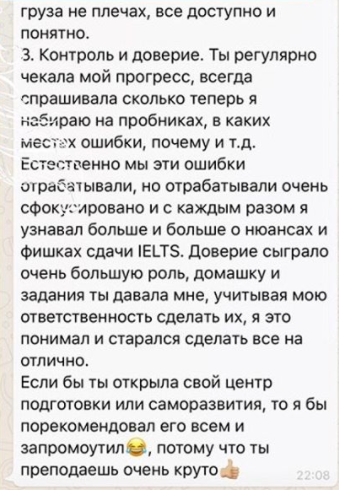 груза не плечах, все доступно и
понятно.
3. Контроль и доверие. Ты регулярно
чекала мой прогресс, всегда
спрашивала сколько теперь я
набираю на пробниках, в каких
местах ошибки, почему и т.д.
Естественно мы эти ошибки
отрабатывали, но отрабатывали очень
сфокусировано и с каждым разом я
узнавал больше и больше о нюансах и
фишках сдачи IELTS. Доверие сыграло
очень большую роль, домашку и
задания ты давала мне, учитывая мою
ответственность сделать их, я это
понимал и старался сделать все на
отлично.
Если бы ты открыла свой центр
подготовки или саморазвития, то я бы
порекомендовал его всем и
запромоутил😂, потому что ты
преподаешь очень круто👍🏼
22:08